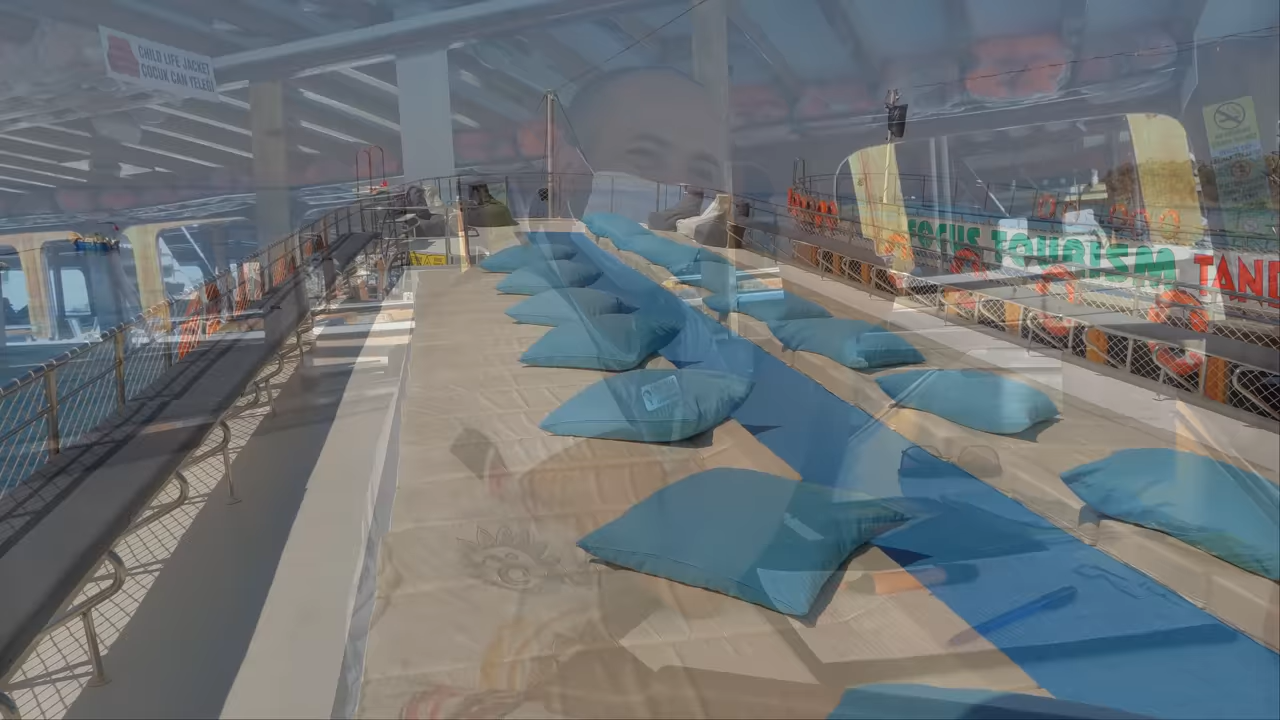 CHILD LIFE JACKET
ÇOCUK CAN YELEĞİ
FOCUS TOURISM
TAND